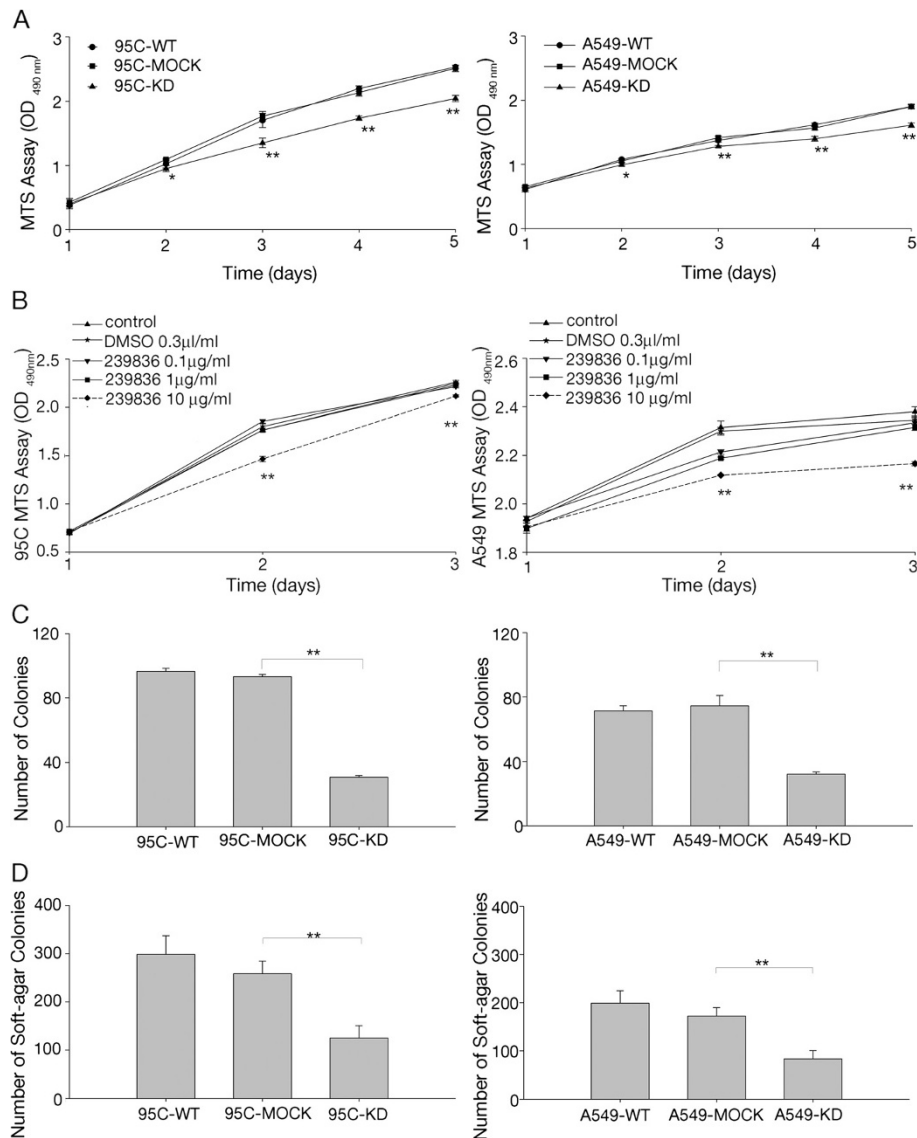 A
95C-WT
95C-MOCK
95C-KD
MTS Assay (OD 490 nm)
3
2
1
0
*
**
**
**
1 2 3 4 5
Time (days)
A549-WT
A549-MOCK
A549-KD
MTS Assay (OD 490 nm)
3
2
1
0
*
**
**
**
1 2 3 4 5
Time (days)
B
control
DMSO 0.3µl/ml
239836 0.1µg/ml
239836 1µg/ml
239836 10 µg/ml
95C MTS Assay (OD 490nm)
2.5
2.0
1.5
1.0
0.5
**
**
1 2 3
Time (days)
control
DMSO 0.3µl/ml
239836 0.1µg/ml
239836 1µg/ml
239836 10 µg/ml
A549 MTS Assay (OD 490nm)
2.6
2.4
2.2
2.0
1.8
**
**
1 2 3
Time (days)
C
Number of Colonies
120
80
40
0
**
95C-WT 95C-MOCK 95C-KD
Number of Colonies
120
80
40
0
**
A549-WT A549-MOCK A549-KD
D
Number of Soft-agar Colonies
400
300
200
100
0
**
95C-WT 95C-MOCK 95C-KD
Number of Soft-agar Colonies
400
300
200
100
0
**
A549-WT A549-MOCK A549-KD